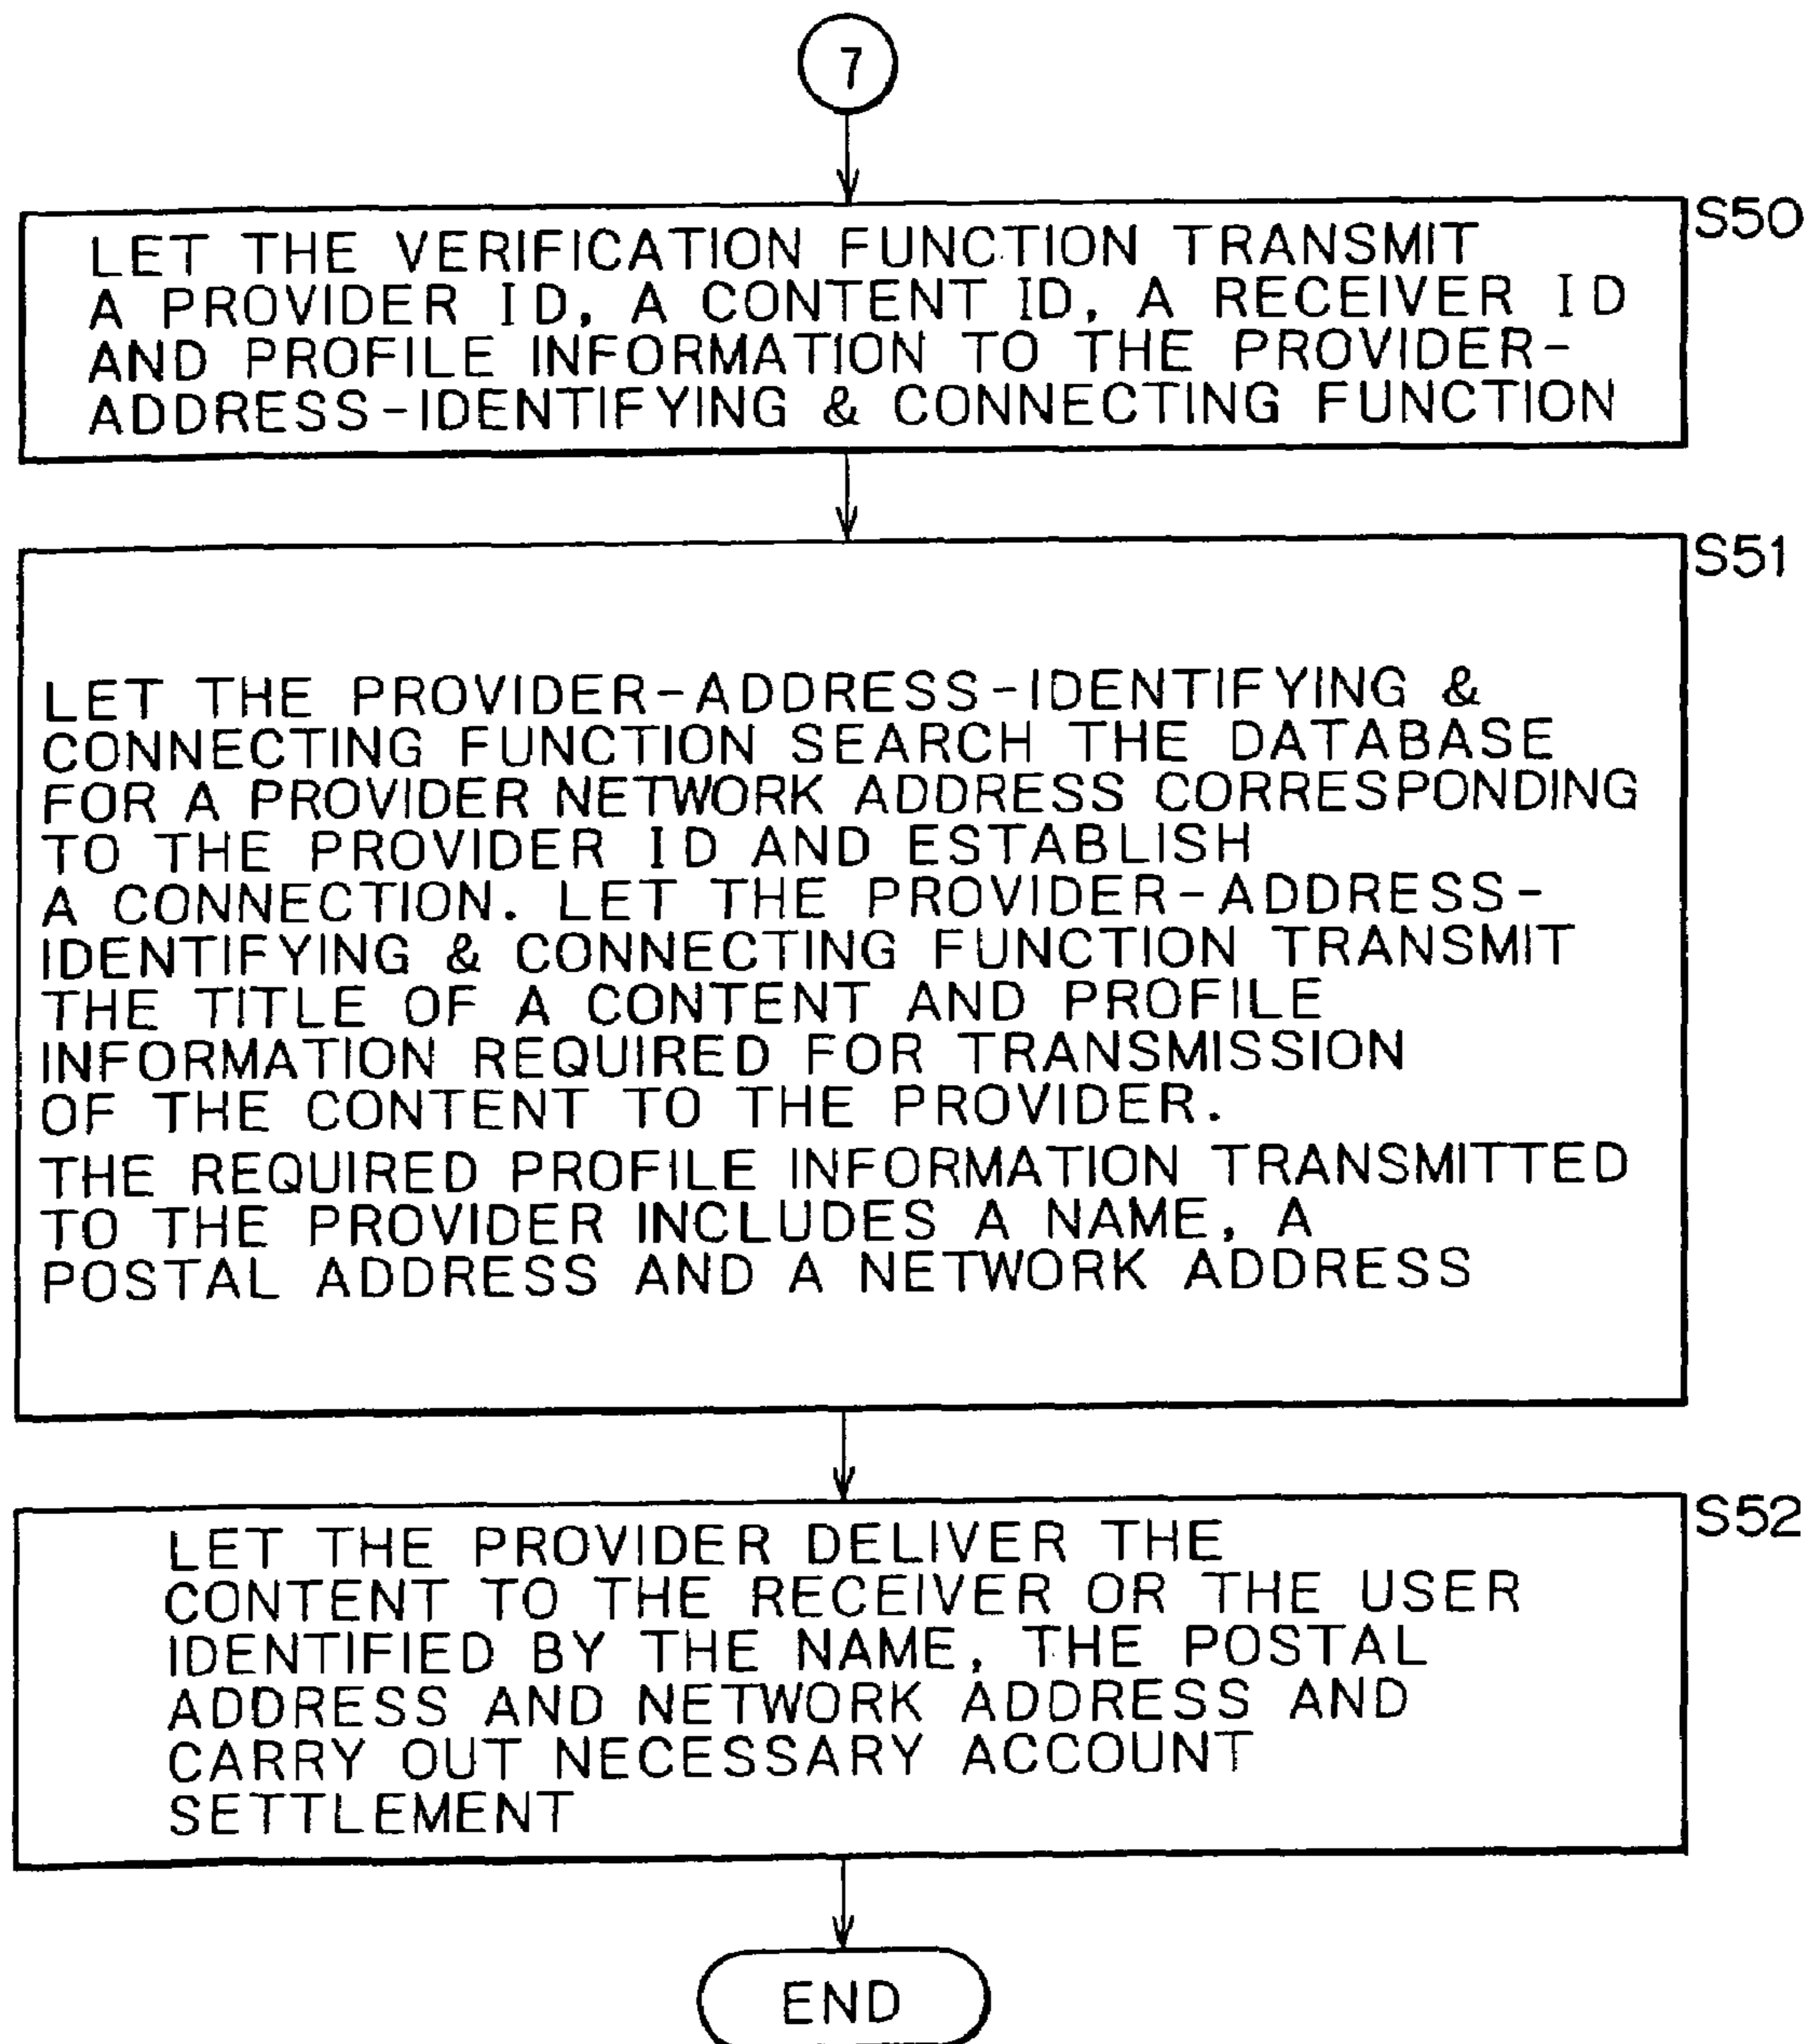 7
S50
LET THE VERIFICATION FUNCTION TRANSMIT
A PROVIDER ID, A CONTENT ID, A RECEIVER ID
AND PROFILE INFORMATION TO THE PROVIDER-
ADDRESS-IDENTIFYING & CONNECTING FUNCTION
S51
LET THE PROVIDER-ADDRESS-IDENTIFYING &
CONNECTING FUNCTION SEARCH THE DATABASE
FOR A PROVIDER NETWORK ADDRESS CORRESPONDING
TO THE PROVIDER ID AND ESTABLISH
A CONNECTION. LET THE PROVIDER-ADDRESS-
IDENTIFYING & CONNECTING FUNCTION TRANSMIT
THE TITLE OF A CONTENT AND PROFILE
INFORMATION REQUIRED FOR TRANSMISSION
OF THE CONTENT TO THE PROVIDER.
THE REQUIRED PROFILE INFORMATION TRANSMITTED
TO THE PROVIDER INCLUDES A NAME, A
POSTAL ADDRESS AND A NETWORK ADDRESS
S52
LET THE PROVIDER DELIVER THE
CONTENT TO THE RECEIVER OR THE USER
IDENTIFIED BY THE NAME, THE POSTAL
ADDRESS AND NETWORK ADDRESS AND
CARRY OUT NECESSARY ACCOUNT
SETTLEMENT
END